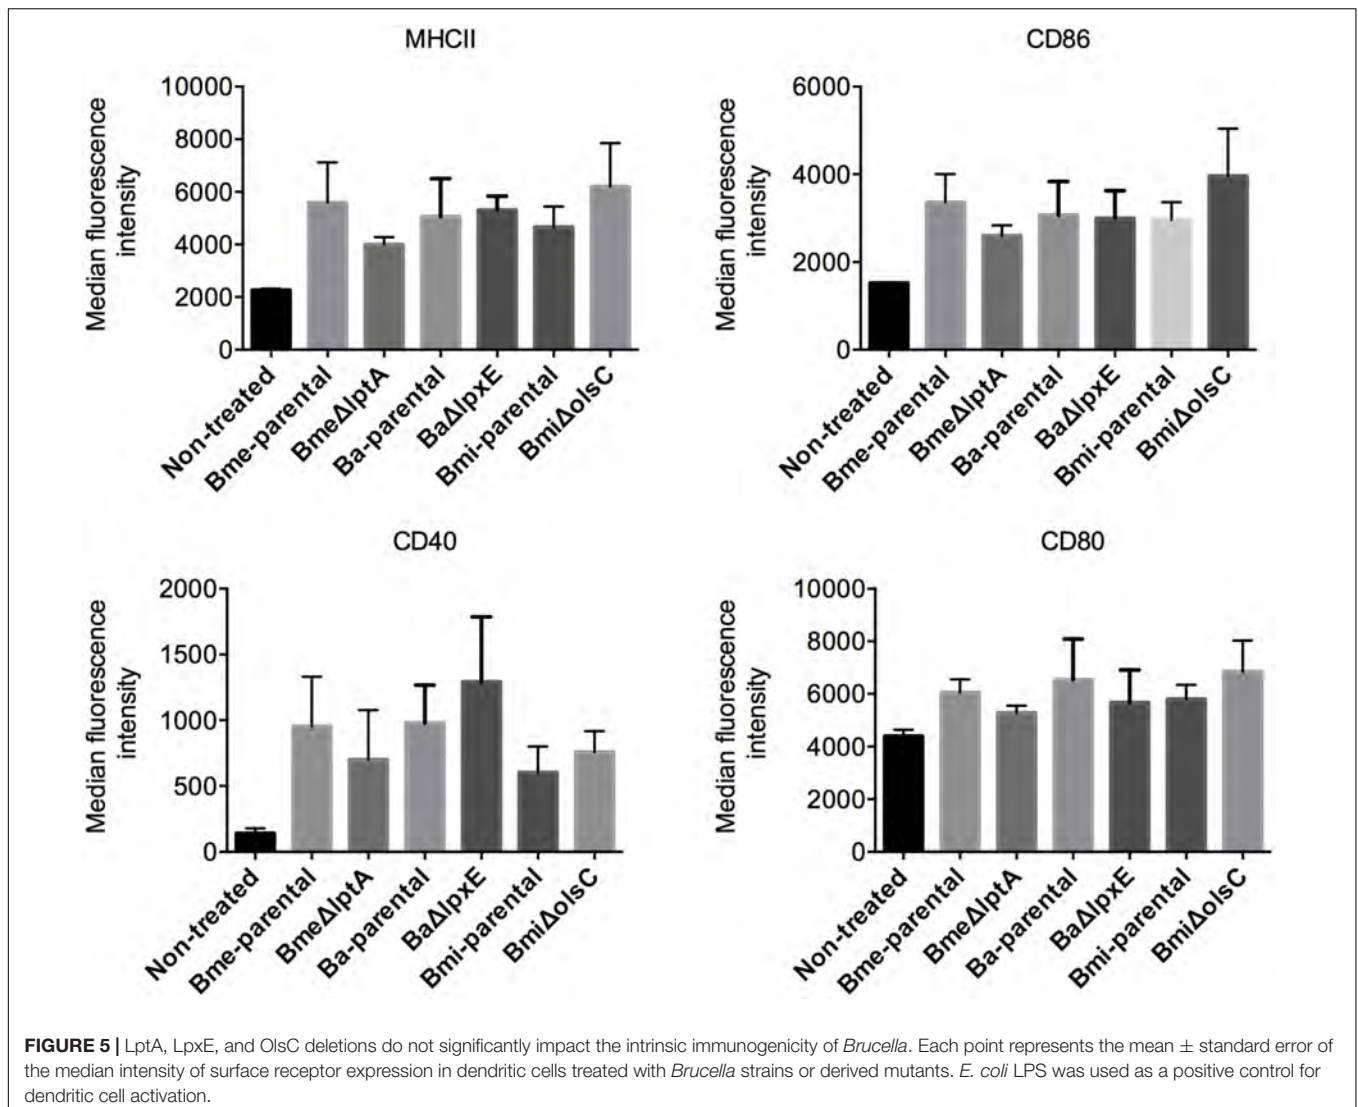 MHCII
Median fluorescence
intensity
10000
8000
6000
4000
2000
0
Non-treated
Bme-parental
BmeΔlptA
Ba-parental
BaΔlpxE
Bmi-parental
BmiΔolsC
CD86
Median fluorescence
intensity
6000
4000
2000
0
Non-treated
Bme-parental
BmeΔlptA
Ba-parental
BaΔlpxE
Bmi-parental
BmiΔolsC
CD40
Median fluorescence
intensity
2000
1500
1000
500
0
Non-treated
Bme-parental
BmeΔlptA
Ba-parental
BaΔlpxE
Bmi-parental
BmiΔolsC
CD80
Median fluorescence
intensity
10000
8000
6000
4000
2000
0
Non-treated
Bme-parental
BmeΔlptA
Ba-Parental
BaΔlpxE
Bmi-parental
BmiΔolsC
FIGURE 5 | LptA, LpxE, and OlsC deletions do not significantly impact the intrinsic immunogenicity of Brucella. Each point represents the mean ± standard error of
the median intensity of surface receptor expression in dendritic cells treated with Brucella strains or derived mutants. E. coli LPS was used as a positive control for
dendritic cell activation.